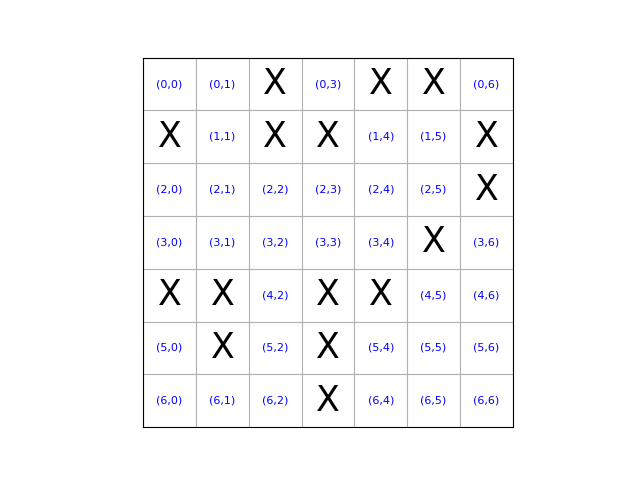 (0,0) (0,1) X (0,3) X X (0,6)
X (1,1) X X (1,4) (1,5) X
(2,0) (2,1) (2,2) (2,3) (2,4) (2,5) X
(3,0) (3,1) (3,2) (3,3) (3,4) X (3,6)
X X (4,2) X X (4,5) (4,6)
(5,0) X (5,2) X (5,4) (5,5) (5,6)
(6,0) (6,1) (6,2) X (6,4) (6,5) (6,6)